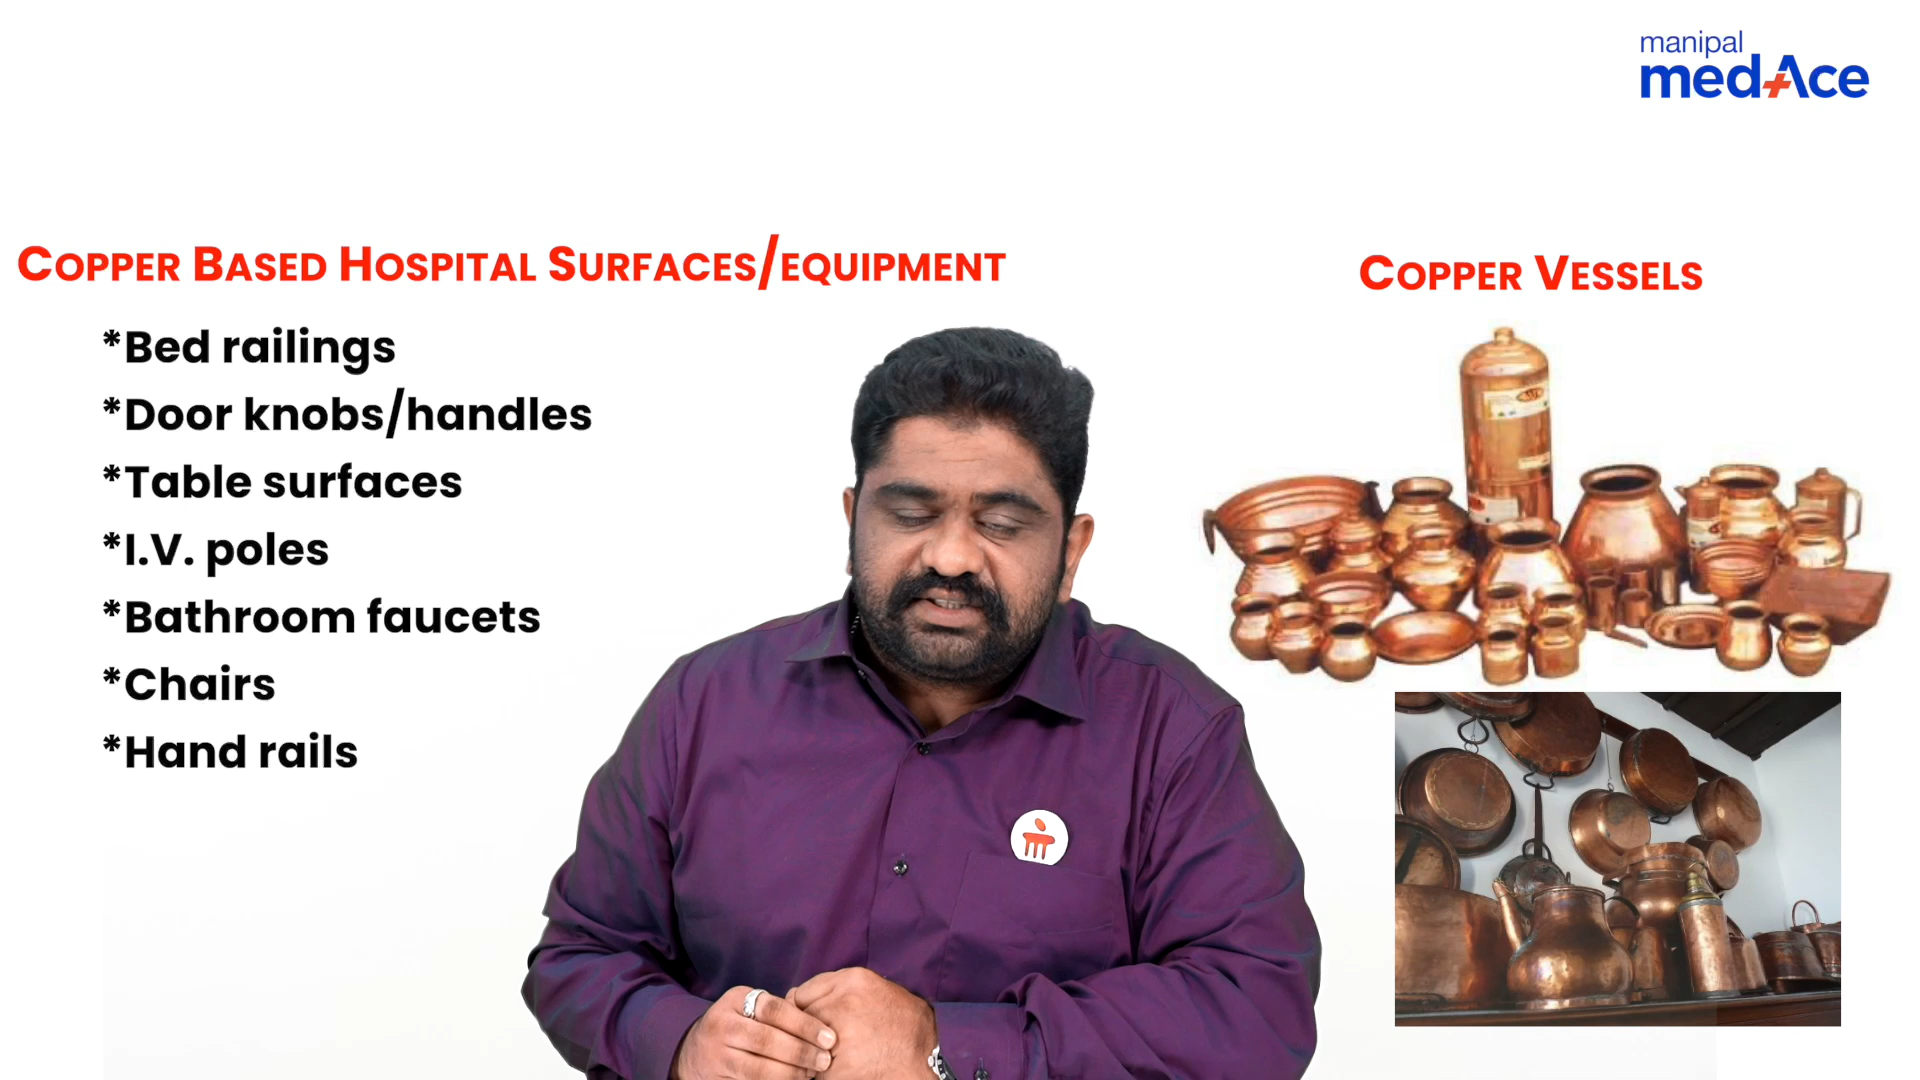 manipal
medAce
COPPER BASED HOSPITAL SURFACES/EQUIPMENT
*Bed railings
*Door knobs/handles
*Table surfaces
*I.V. poles
*Bathroom faucets
*Chairs
*Hand rails
COPPER VESSELS